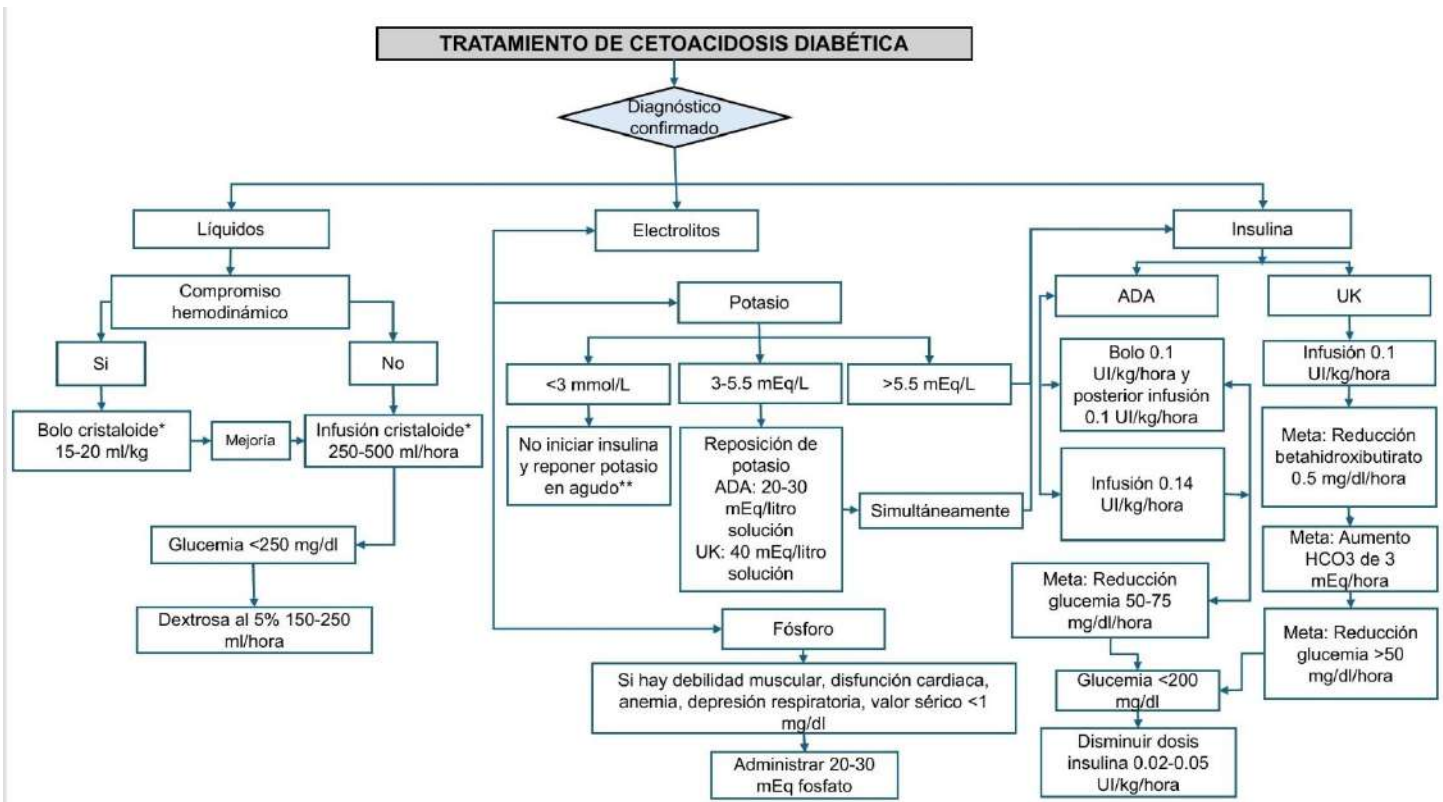 TRATAMIENTO DE CETOACIDOSIS DIABÉTICA
Diagnóstico
confirmado
Líquidos
Compromiso
hemodinámico
Si
No
Bolo cristaloide*
15-20 ml/kg
Mejoría
Infusión cristaloide*
250-500 ml/hora
Glucemia <250 mg/dl
Dextrosa al 5% 150-250
ml/hora
Electrolitos
Potasio
<3 mmol/L
3-5.5 mEq/L
>5.5 mEq/L
No iniciar insulina
y reponer potasio
en agudo**
Reposición de
potasio
ADA: 20-30
mEq/litro
solución
UK: 40 mEq/litro
solución
Simultáneamente
Fósforo
Si hay debilidad muscular, disfunción cardiaca,
anemia, depresión respiratoria, valor sérico <1
mg/dl
Administrar 20-30
mEq fosfato
Insulina
ADA
UK
Bolo 0.1
UI/kg/hora y
posterior infusión
0.1 UI/kg/hora
Infusión 0.14
UI/kg/hora
Meta: Reducción
glucemia 50-75
mg/dl/hora
Infusión 0.1
UI/kg/hora
Meta: Reducción
betahidroxibutirato
0.5 mg/dl/hora
Meta: Aumento
HCO3 de 3
mEq/hora
Meta: Reducción
glucemia >50
mg/dl/hora
Glucemia <200
mg/dl
Disminuir dosis
insulina 0.02-0.05
UI/kg/hora